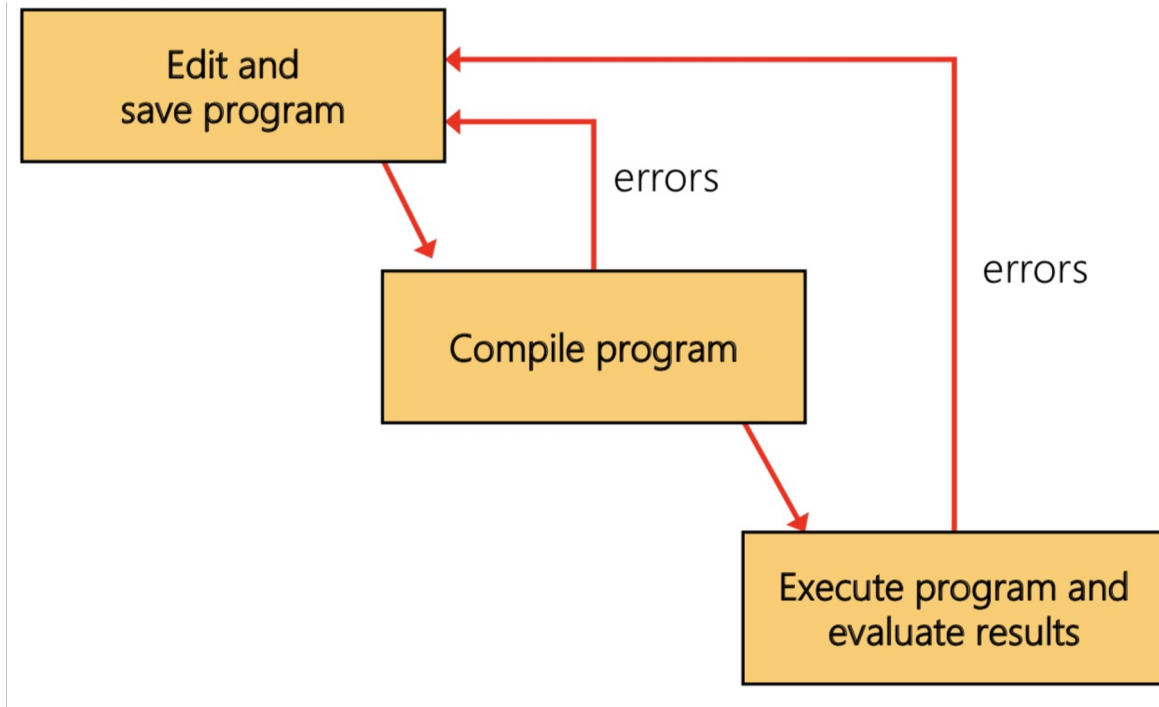 Edit and
save program
errors
errors
Compile program
Execute program and
evaluate results